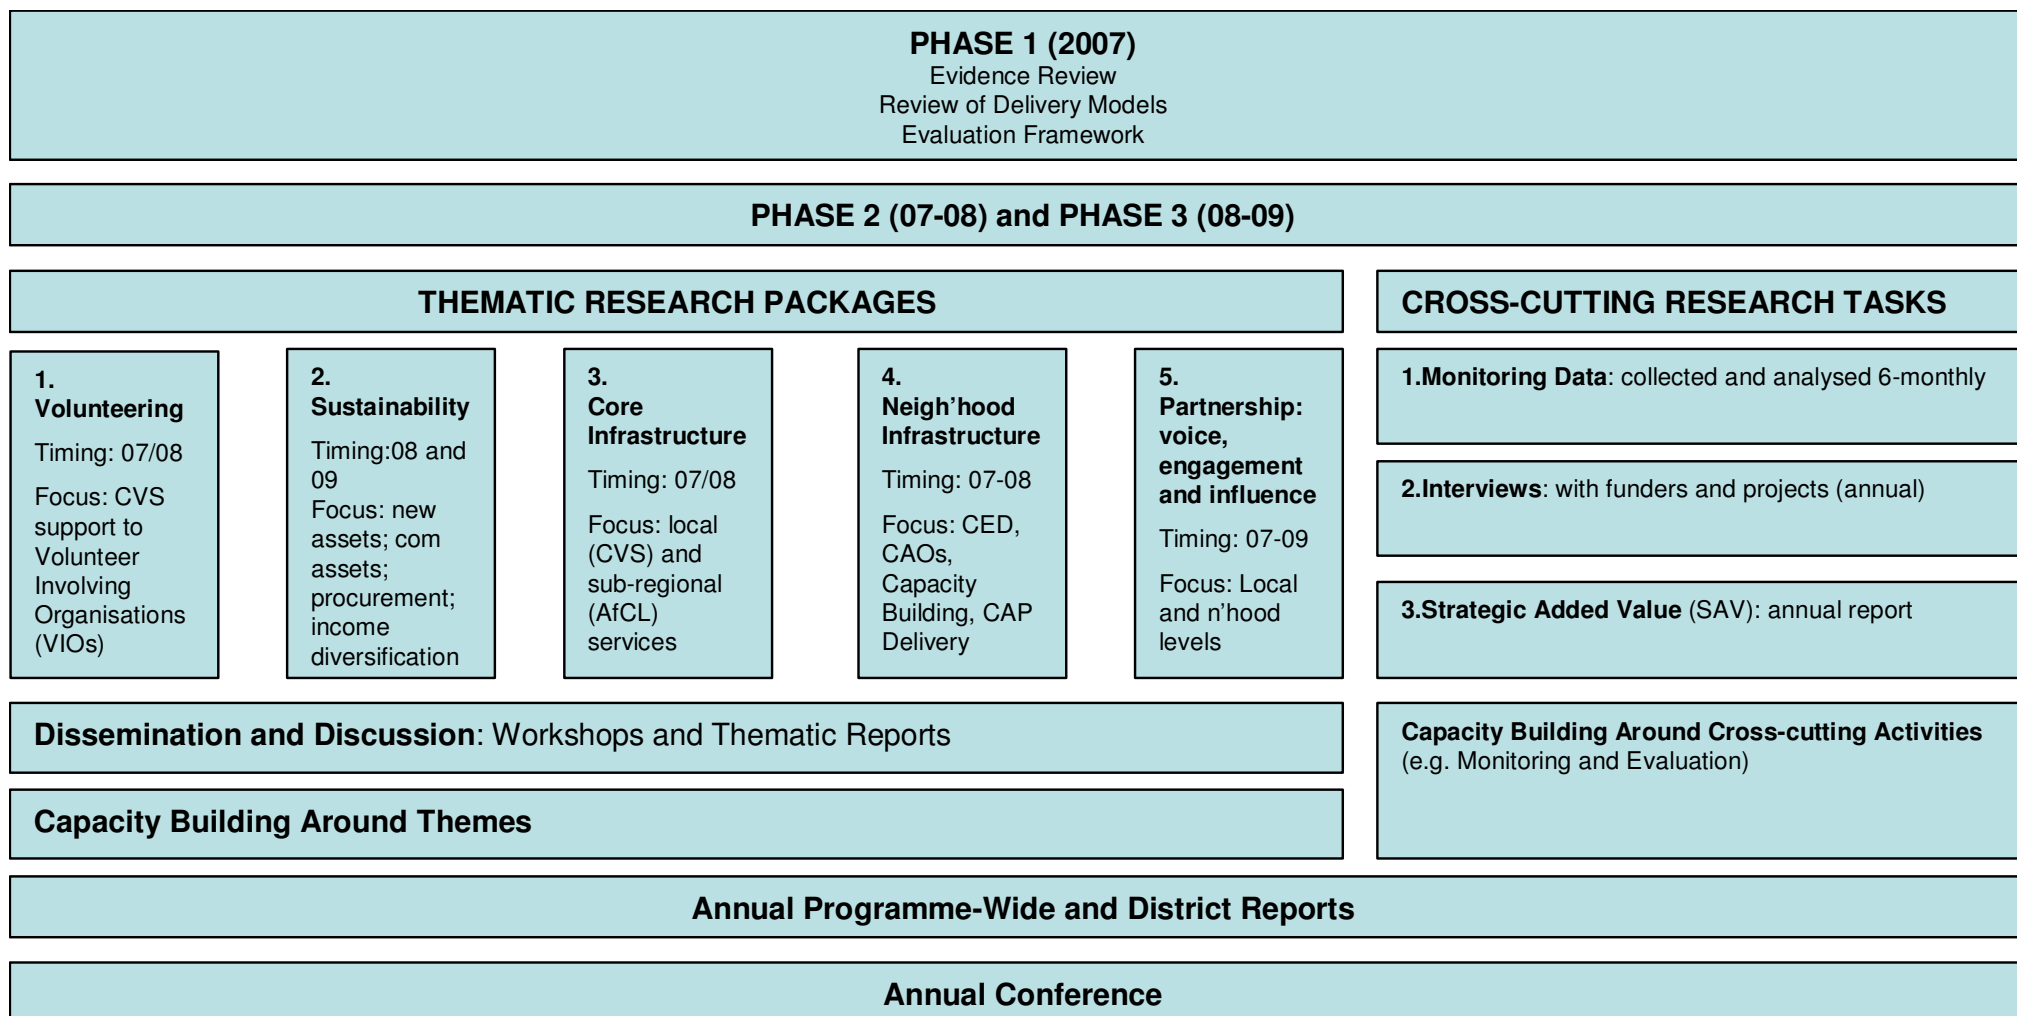 PHASE 1 (2007)
Evidence Review
Review of Delivery Models
Evaluation Framework
PHASE 2 (07-08) and PHASE 3 (08-09)
THEMATIC RESEARCH PACKAGES
CROSS-CUTTING RESEARCH TASKS
1.
Volunteering
Timing: 07/08
Focus: CVS
support to
Volunteer
Involving
Organisations
(VIOs)
2.
Sustainability
Timing:08 and
09
Focus: new
assets; com
assets;
procurement;
income
diversification
3.
Core
Infrastructure
Timing: 07/08
Focus: local
(CVS) and
sub-regional
(AfCL)
services
4.
Neigh’hood
Infrastructure
Timing: 07-08
Focus: CED,
CAOs,
Capacity
Building, CAP
Delivery
5.
Partnership:
voice,
engagement
and influence
Timing: 07-09
Focus: Local
and n’hood
levels
1.Monitoring Data: collected and analysed 6-monthly
2.Interviews: with funders and projects (annual)
3.Strategic Added Value (SAV): annual report
Dissemination and Discussion: Workshops and Thematic Reports
Capacity Building Around Themes
Capacity Building Around Cross-cutting Activities
(e.g. Monitoring and Evaluation)
Annual Programme-Wide and District Reports
Annual Conference